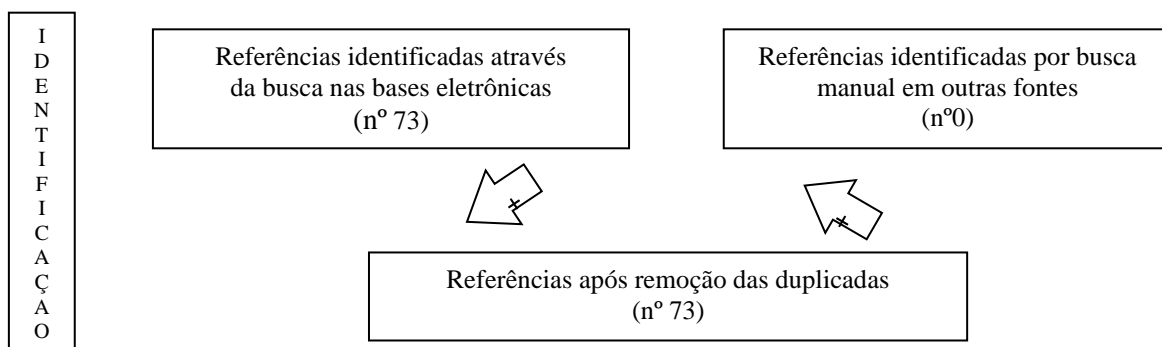 I
D
E
N
T
I
F
I
C
A
Ç
A
O
Referências identificadas através
da busca nas bases eletrônicas
(nº 73)
Referências identificadas por busca
manual em outras fontes
(nº0)
Referências após remoção das duplicadas
(nº 73)